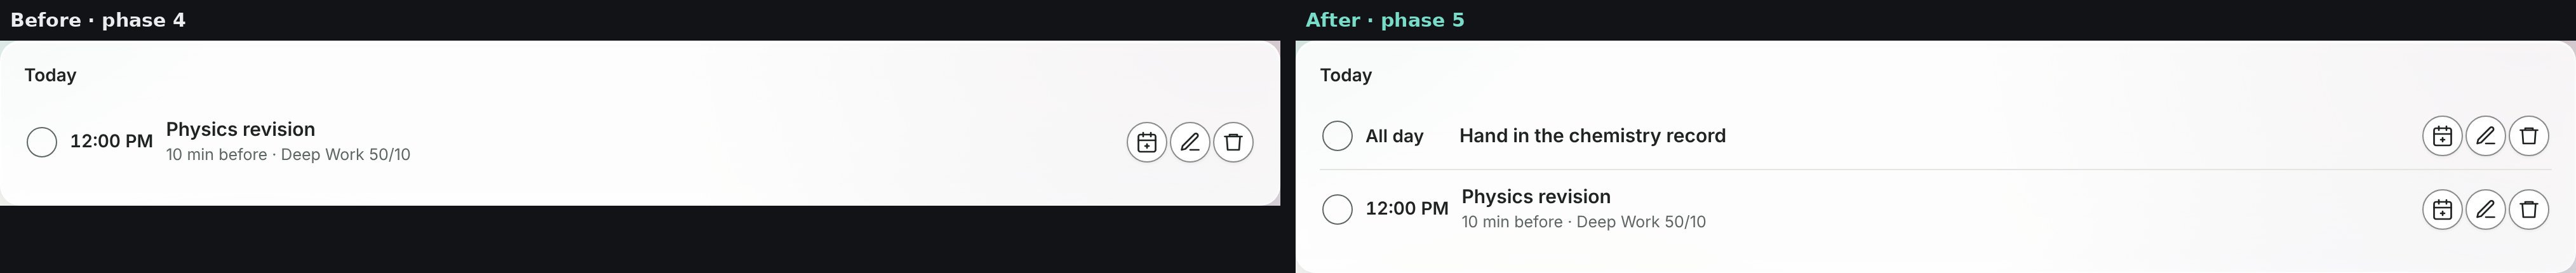 Before · phase 4
Today
12:00 PM Physics revision
10 min before · Deep Work 50/10
After · phase 5
Today
All day Hand in the chemistry record
12:00 PM Physics revision
10 min before · Deep Work 50/10